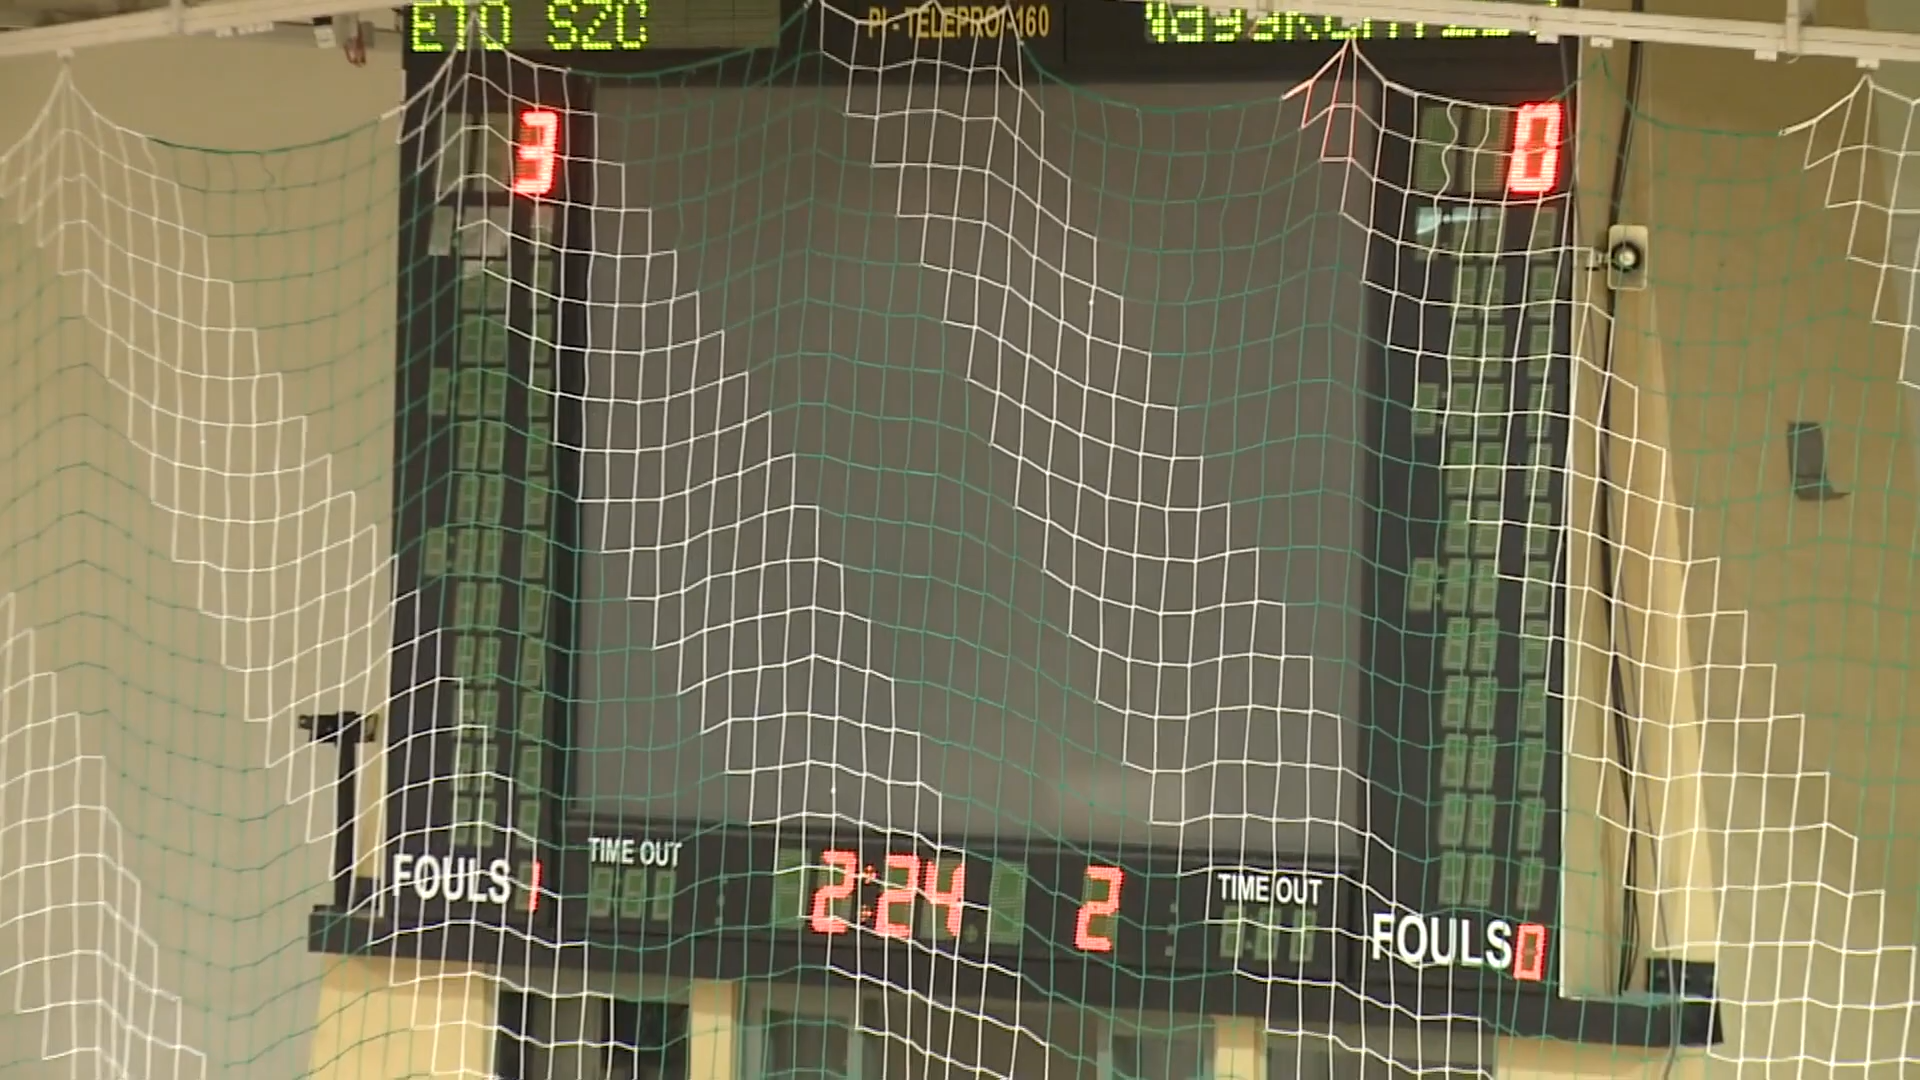 ETO SZC
PI - TELEPRO -160
3
0
TIME OUT
FOULS 1
2:24
2
TIME OUT
FOULS 0